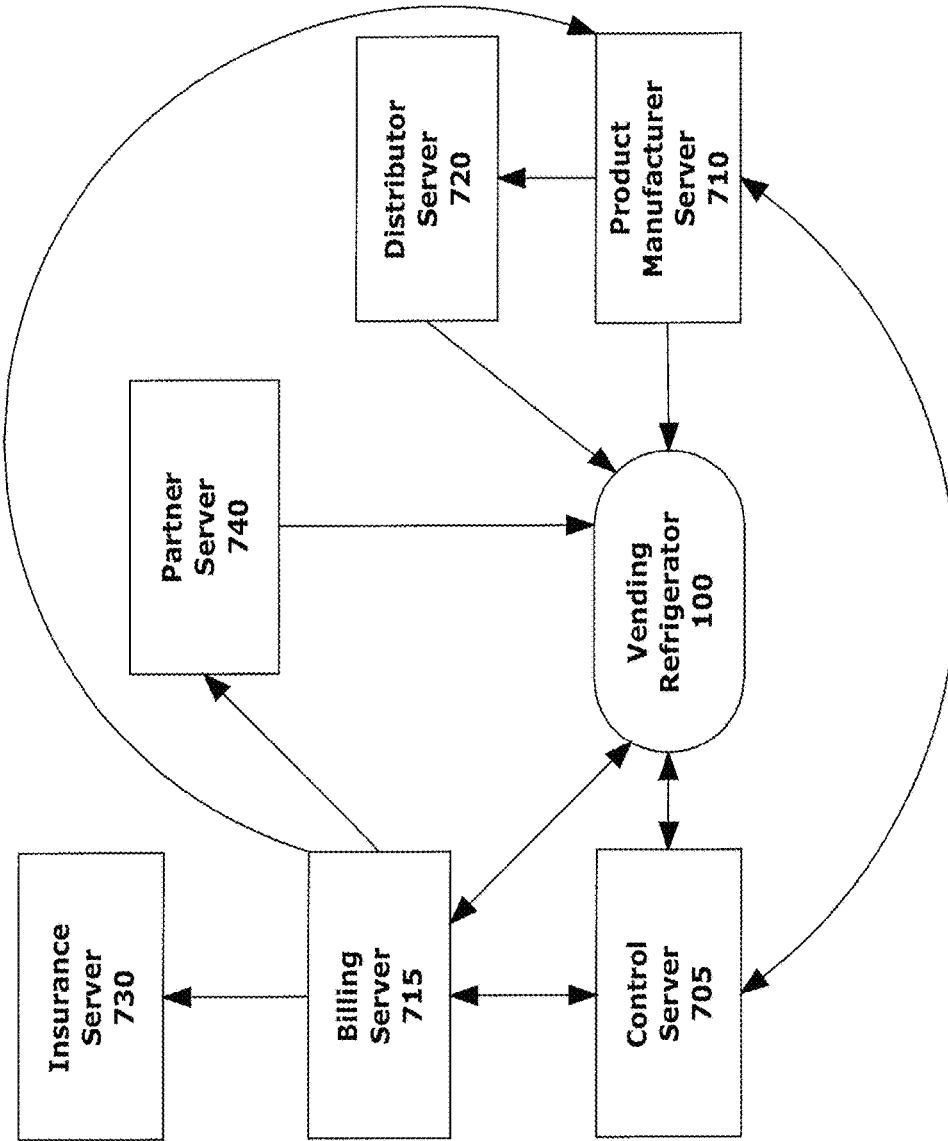 Insurance
Server
730
Billing
Server
715
Control
Server
705
Partner
Server
740
Vending
Refrigerator
100
Distributor
Server
720
Product
Manufacturer
Server
710